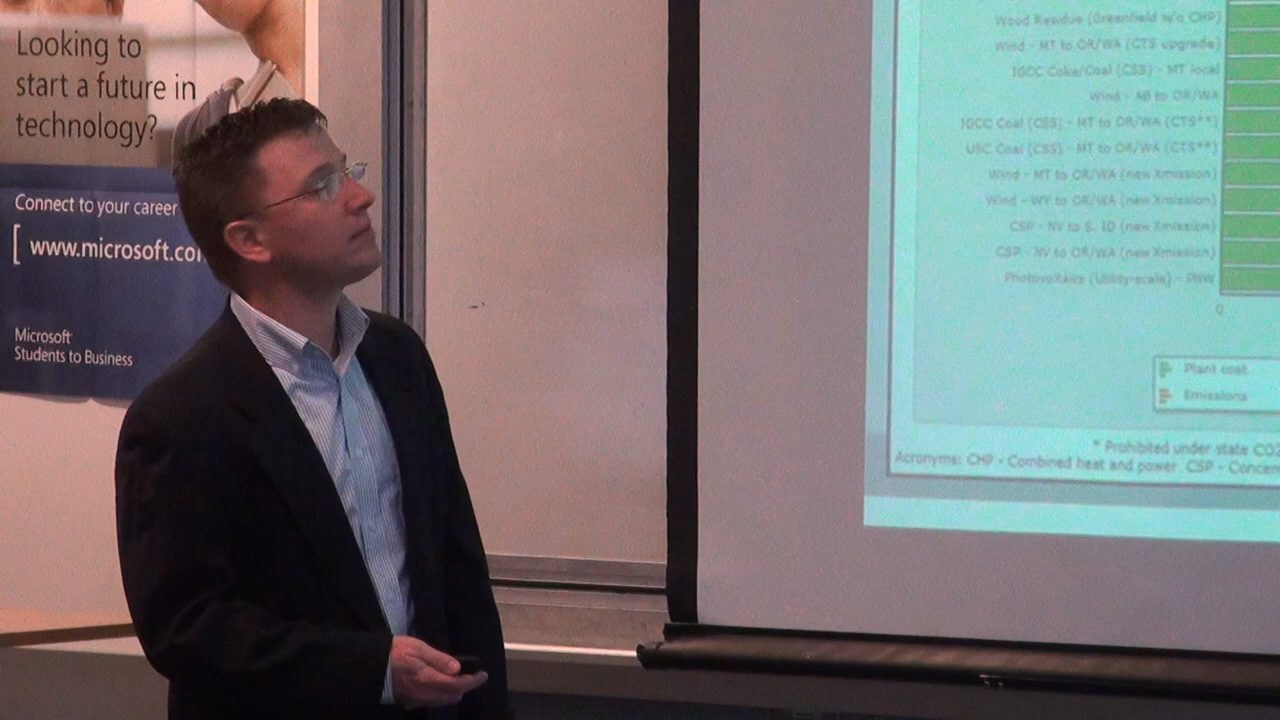 Looking to
start a future in
technology?
Connect to your career
[ www.microsoft.co
Microsoft
Students to Business
Wood Residue (Greenfield w/o CHP)
Wind - MT to OR/WA (CTS upgrade)
IGCC Coke/Coal (CSS) - MT local
Wind - AB to OR/WA
IGCC Coal (CSS) - MT to OR/WA (CTS**)
USC Coal (CSS) - MT to OR/WA (CTS**)
Wind - MT to OR/WA (new Xmission)
Wind - WY to OR/WA (new Xmission)
CSP - NV to S. ID (new Xmission)
CSP - NV to OR/WA (new Xmission)
Photovoltaics (Utility-scale) - PNW
0
Plant cost
Emissions
* Prohibited under state CO2
Acronyms: CHP - Combined heat and power CSP - Concen